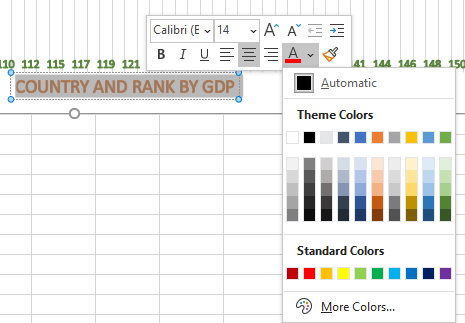 Calibri (E 14 A A
B I U A
110 112 115 117 119 121 141 144 146 148 150
COUNTRY AND RANK BY GDP
Automatic
Theme Colors
Standard Colors
More Colors...